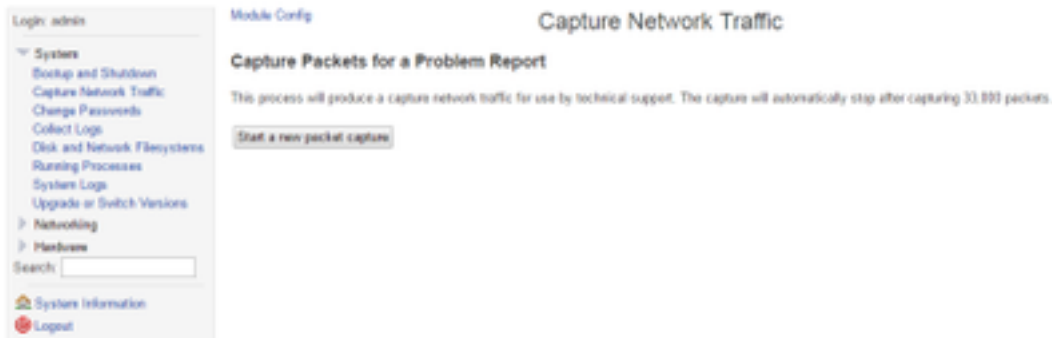 Login: admin
System
Bootup and Shutdown
Capture Network Traffic
Change Passwords
Collect Logs
Disk and Network Filesystems
Running Processes
System Logs
Upgrade or Switch Versions
Networking
Hardware
Search:
System Information
Logout
Module Config
Capture Network Traffic
Capture Packets for a Problem Report
This process will produce a capture network traffic for use by technical support. The capture will automatically stop after capturing packets.
Start a new packet capture